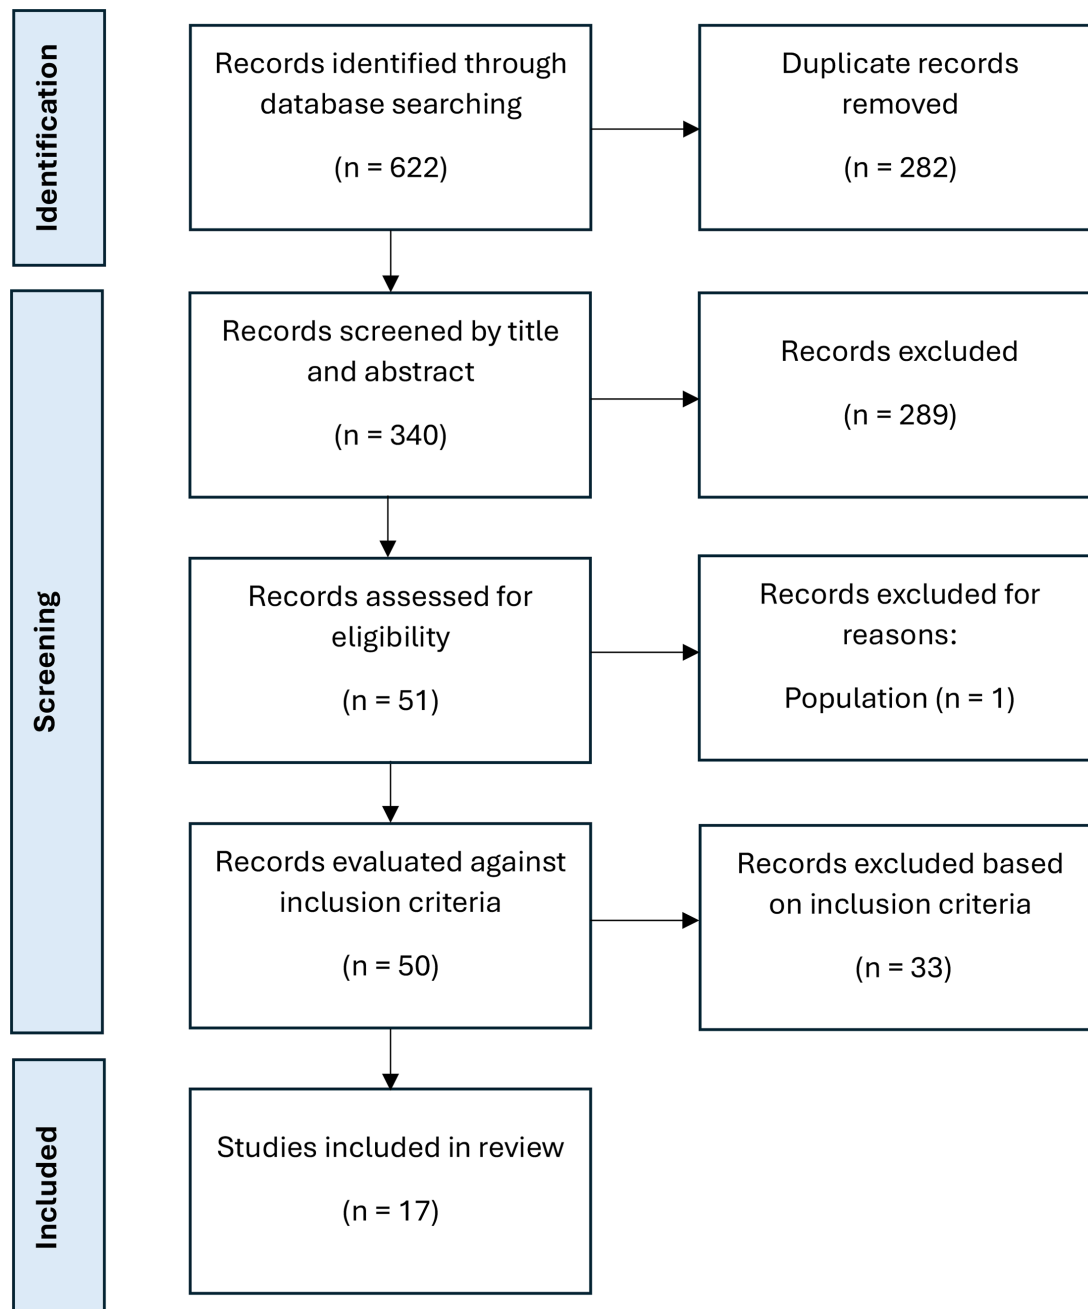 Identification
Records identified through
database searching
(n = 622)
Duplicate records
removed
(n = 282)
Screening
Records screened by title
and abstract
(n = 340)
Records excluded
(n = 289)
Records assessed for
eligibility
(n = 51)
Records excluded for
reasons:
Population (n = 1)
Records evaluated against
inclusion criteria
(n = 50)
Records excluded based
on inclusion criteria
(n = 33)
Included
Studies included in review
(n = 17)